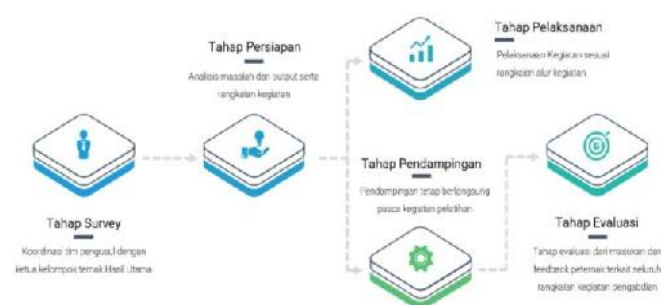 Tahap Survey
Koordinasi tim pengusul dengan
ketua kelompok ternak Hasil Utama
Tahap Persiapan
Analisis masalah dan output serta
rangkaian kegiatan
Tahap Pelaksanaan
Pelaksanaan Kegiatan sesuai
rangkaian alur kegiatan
Tahap Pendampingan
Pendampingan tetap berlangsung
pasca kegiatan pelatihan
Tahap Evaluasi
Tahap evaluasi dari masukan dan
feedback peternak terkait seluruh
rangkaian kegiatan pengabdian